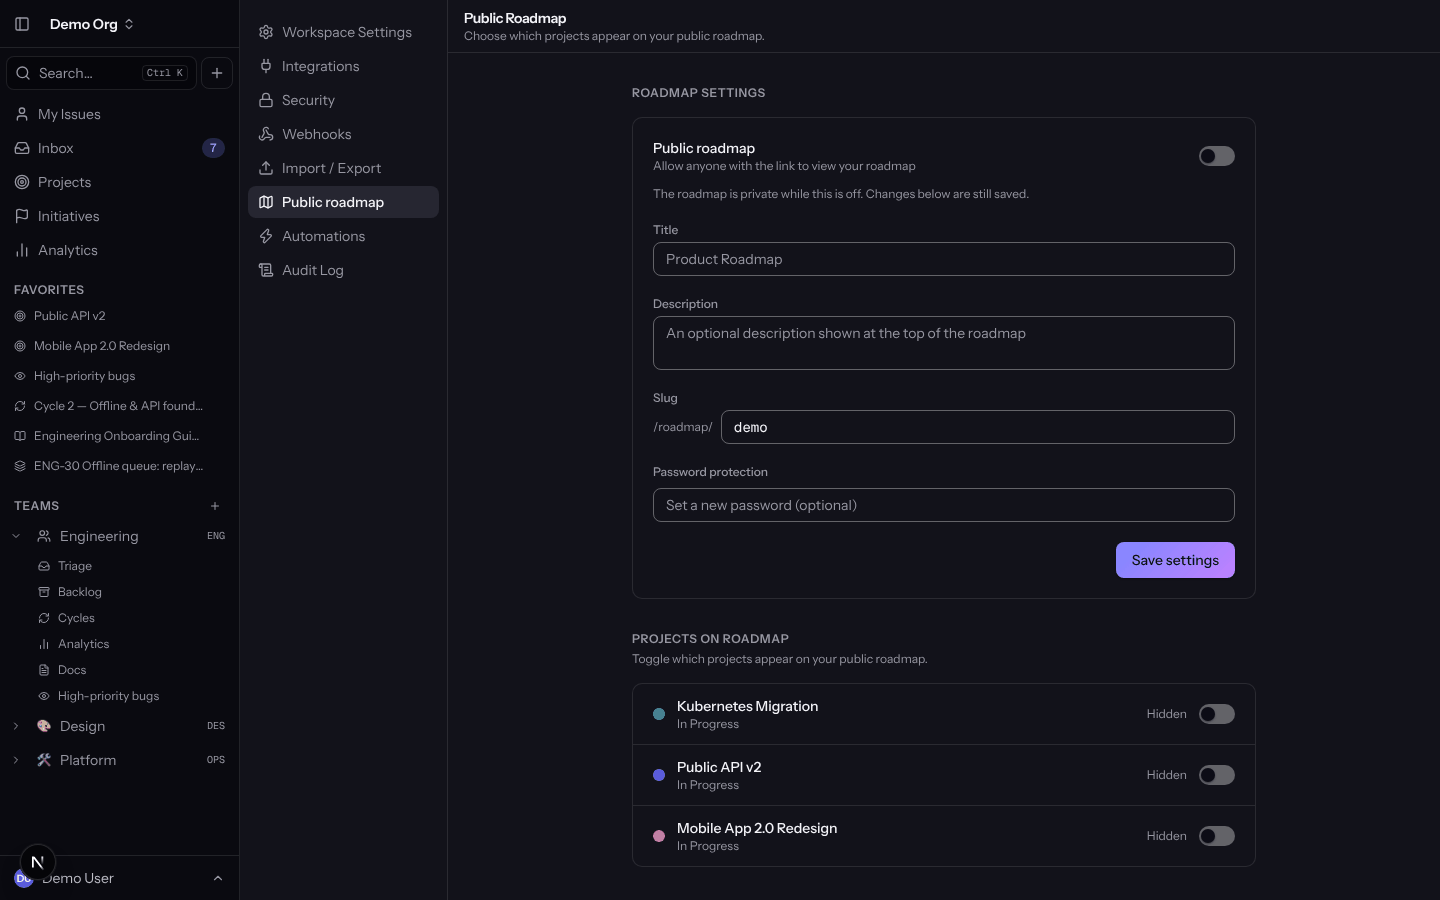 Demo Org
Search...
Ctrl K
My Issues
Inbox
7
Projects
Initiatives
Analytics
FAVORITES
Public API v2
Mobile App 2.0 Redesign
High-priority bugs
Cycle 2 — Offline & API found...
Engineering Onboarding Gui...
ENG-30 Offline queue: replay...
TEAMS
Engineering
ENG
Triage
Backlog
Cycles
Analytics
Docs
High-priority bugs
Design
DES
Platform
OPS
N
Demo User
Workspace Settings
Integrations
Security
Webhooks
Import / Export
Public roadmap
Automations
Audit Log
Public Roadmap
Choose which projects appear on your public roadmap.
ROADMAP SETTINGS
Public roadmap
Allow anyone with the link to view your roadmap
The roadmap is private while this is off. Changes below are still saved.
Title
Product Roadmap
Description
An optional description shown at the top of the roadmap
Slug
/roadmap/
demo
Password protection
Set a new password (optional)
Save settings
PROJECTS ON ROADMAP
Toggle which projects appear on your public roadmap.
Kubernetes Migration
In Progress
Hidden
Public API v2
In Progress
Hidden
Mobile App 2.0 Redesign
In Progress
Hidden